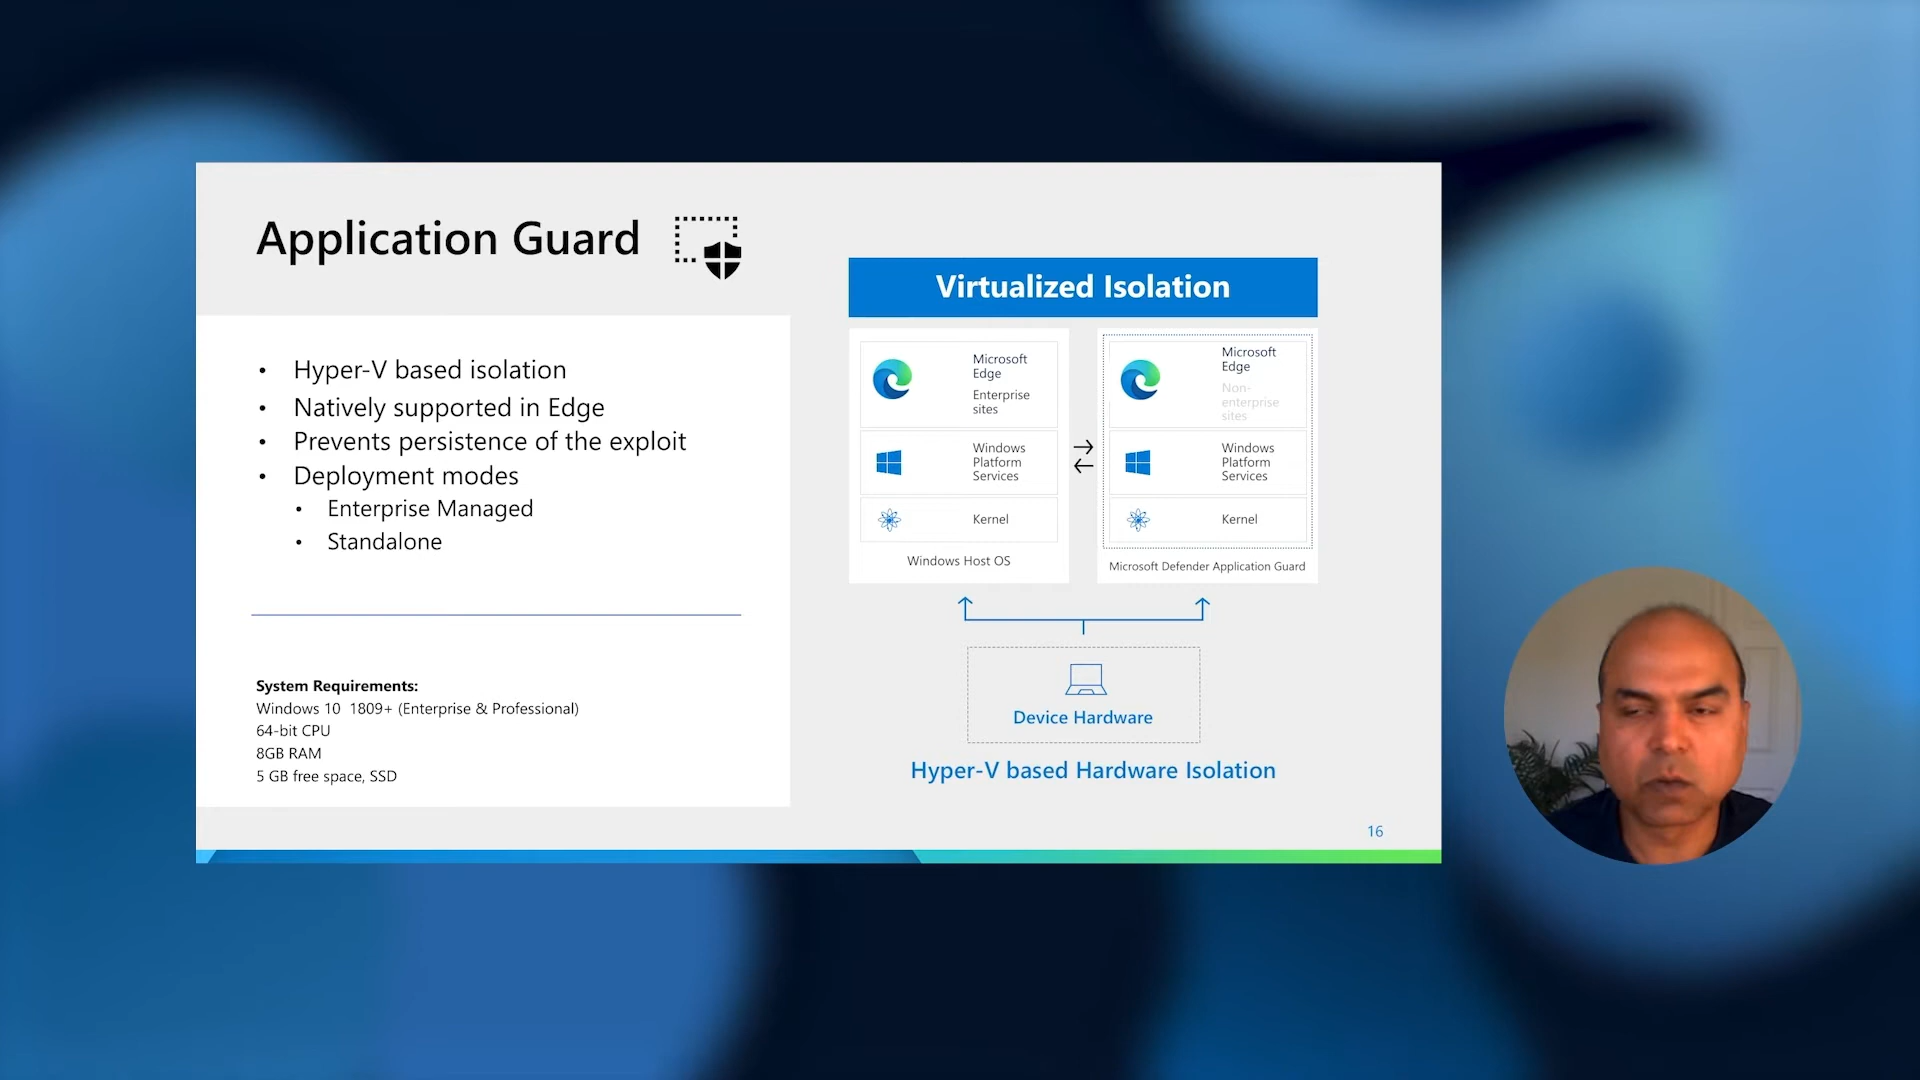 Application Guard
• Hyper-V based isolation
• Natively supported in Edge
• Prevents persistence of the exploit
• Deployment modes
• Enterprise Managed
• Standalone
System Requirements:
Windows 10 1809+ (Enterprise & Professional)
64-bit CPU
8GB RAM
5 GB free space, SSD
Virtualized Isolation
Microsoft
Edge
Enterprise
sites
Windows
Platform
Services
Kernel
Windows Host OS
Microsoft
Edge
Non-
enterprise
sites
Windows
Platform
Services
Kernel
Microsoft Defender Application Guard
Device Hardware
Hyper-V based Hardware Isolation
16